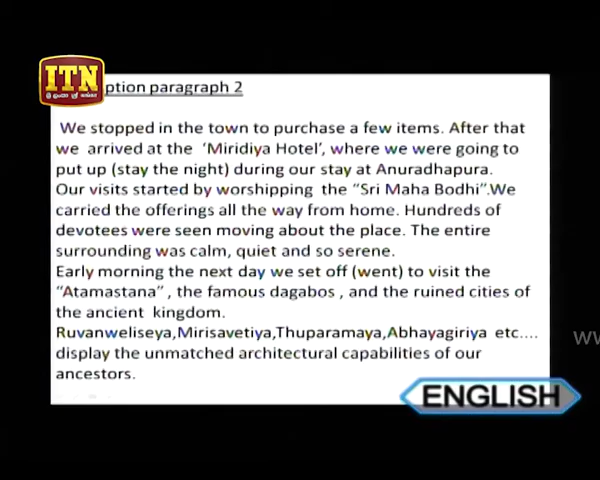 ITN
ption paragraph 2
We stopped in the town to purchase a few items. After that
we arrived at the 'Miridiya Hotel', where we were going to
put up (stay the night) during our stay at Anuradhapura.
Our visits started by worshipping the "Sri Maha Bodhi".We
carried the offerings all the way from home. Hundreds of
devotees were seen moving about the place. The entire
surrounding was calm, quiet and so serene.
Early morning the next day we set off (went) to visit the
"Atamastana" , the famous dagabos , and the ruined cities of
the ancient kingdom.
Ruvanweliseya,Mirisavetiya,Thuparamaya,Abhayagiriya etc....
display the unmatched architectural capabilities of our
ancestors.
ENGLISH